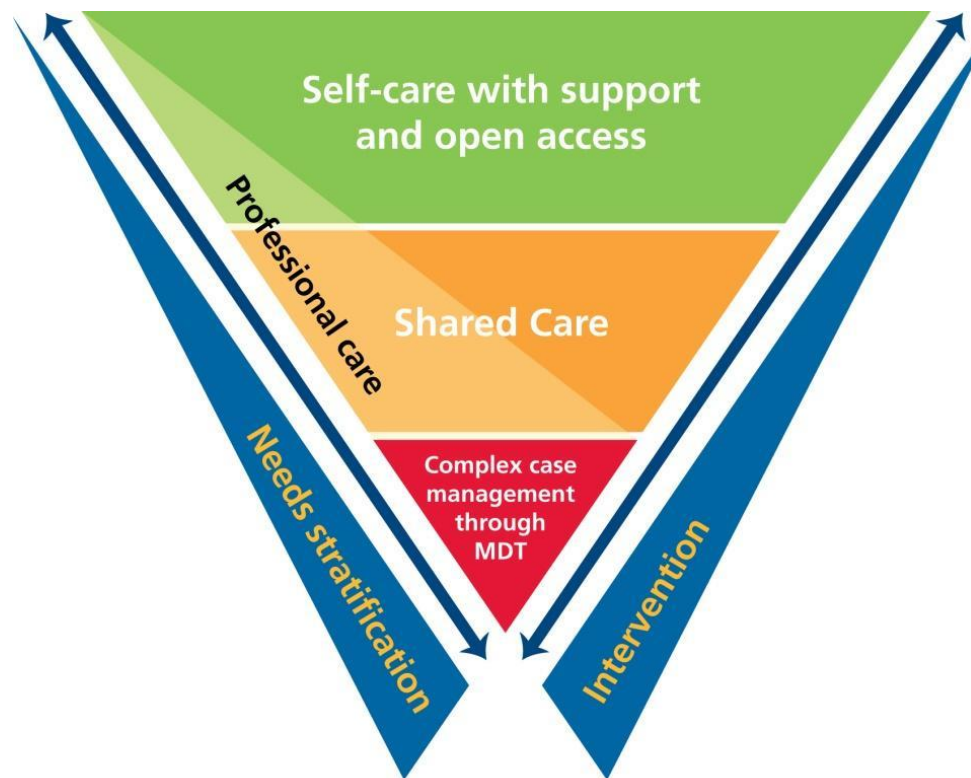 Self-care with support
and open access
Professional care
Shared Care
Complex case
management
through
MDT
Needs stratification
Intervention